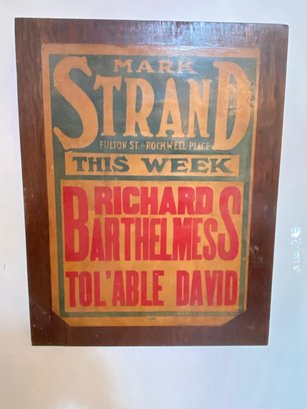 MARK
STRAND
FULTON ST & ROCKWELL PLACE
THIS WEEK
RICHARD
BARTHELMESS
TOL'ABLE DAVID